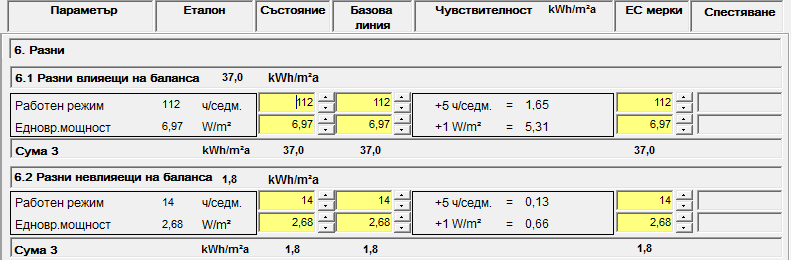 Параметър Еталон Състояние Базова линия Чувствителност kWh/m²a ЕС мерки Спестяване
6. Разни
6.1 Разни влияещи на баланса 37,0 kWh/m²a
Работен режим 112 ч/седм. 112 112 +5 ч/седм. = 1,65 112
Едновр.мощност 6,97 W/m² 6,97 6,97 +1 W/m² = 5,31 6,97
Сума 3 kWh/m²a 37,0 37,0 37,0
6.2 Разни невлияещи на баланса 1,8 kWh/m²a
Работен режим 14 ч/седм. 14 14 +5 ч/седм. = 0,13 14
Едновр.мощност 2,68 W/m² 2,68 2,68 +1 W/m² = 0,66 2,68
Сума 3 kWh/m²a 1,8 1,8 1,8